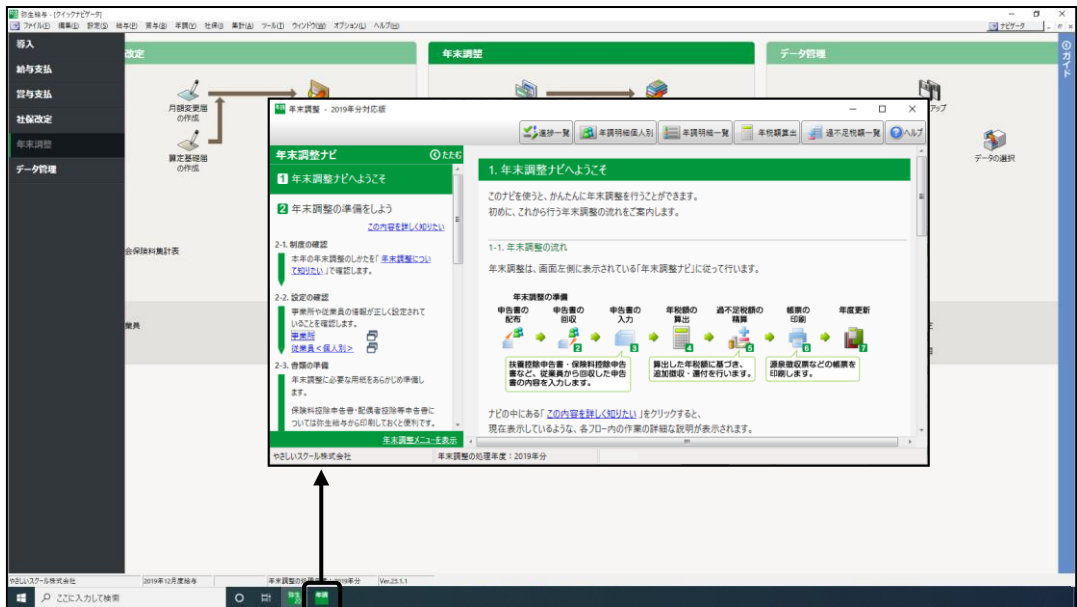 弥生給与 - [クイックナビゲータ]
ファイル(F) 編集(E) 設定(S) 給与(P) 賞与(B) 年調(Y) 社保(J) 集計(A) ツール(T) ウィンドウ(W) オプション(L) ヘルプ(H)
ナビゲータ
導入
給与支払
賞与支払
社保改定
年末調整
データ管理
改定
年末調整
データ管理
ガイド
月額変更届
の作成
算定基礎届
の作成
アップ
データの選択
会保険料集計表
業員
年末調整 - 2019年分対応版
進捗一覧
年調明細個人別
年調明細一覧
年税額算出
過不足税額一覧
ヘルプ
年末調整ナビ
たたむ
1 年末調整ナビへようこそ
2 年末調整の準備をしよう
この内容を詳しく知りたい
2-1. 制度の確認
本年の年末調整のしかたを「年末調整につい
て知りたい」で確認します。
2-2. 設定の確認
事業所や従業員の情報が正しく設定されて
いることを確認します。
事業所
従業員<個人別>
2-3. 書類の準備
年末調整に必要な用紙をあらかじめ準備し
ます。
保険料控除申告書・配偶者控除等申告書に
ついては弥生給与から印刷しておくと便利です。
年末調整メニューを表示
1. 年末調整ナビへようこそ
このナビを使うと、かんたんに年末調整を行うことができます。
初めに、これから行う年末調整の流れをご案内します。
1-1. 年末調整の流れ
年末調整は、画面左側に表示されている「年末調整ナビ」に従って行います。
年末調整の準備
申告書の
配布
申告書の
回収
申告書の
入力
年税額の
算出
過不足税額の
精算
帳票の
印刷
年度更新
2
3
4
5
6
7
扶養控除申告書・保険料控除申告
書など、従業員から回収した申告
書の内容を入力します。
算出した年税額に基づき、
追加徴収・還付を行います。
源泉徴収票などの帳票を
印刷します。
ナビの中にある「この内容を詳しく知りたい」をクリックすると、
現在表示しているような、各フロー内の作業の詳細な説明が表示されます。
やさしいスクール株式会社
年末調整の処理年度:2019年分
やさしいスクール株式会社
2019年12月度給与
Ver.23.1.1
ここに入力して検索
年調